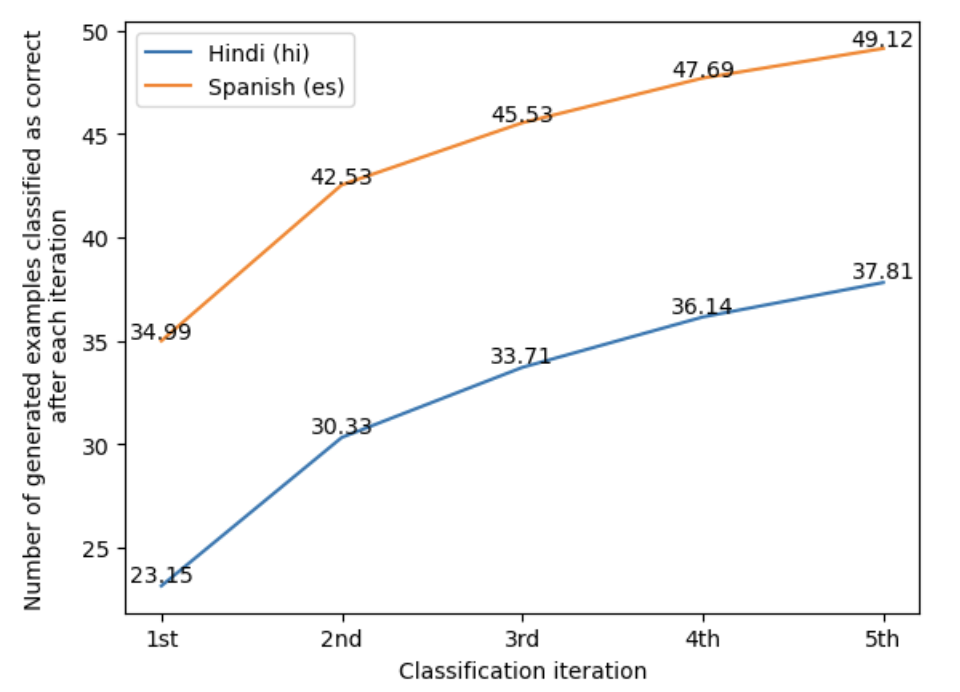 Number of generated examples classified as correct
after each iteration
50
45
40
35
30
25
Hindi (hi)
Spanish (es)
34.99
42.53
45.53
47.69
49.12
23.15
30.33
33.71
36.14
37.81
1st
2nd
3rd
4th
5th
Classification iteration